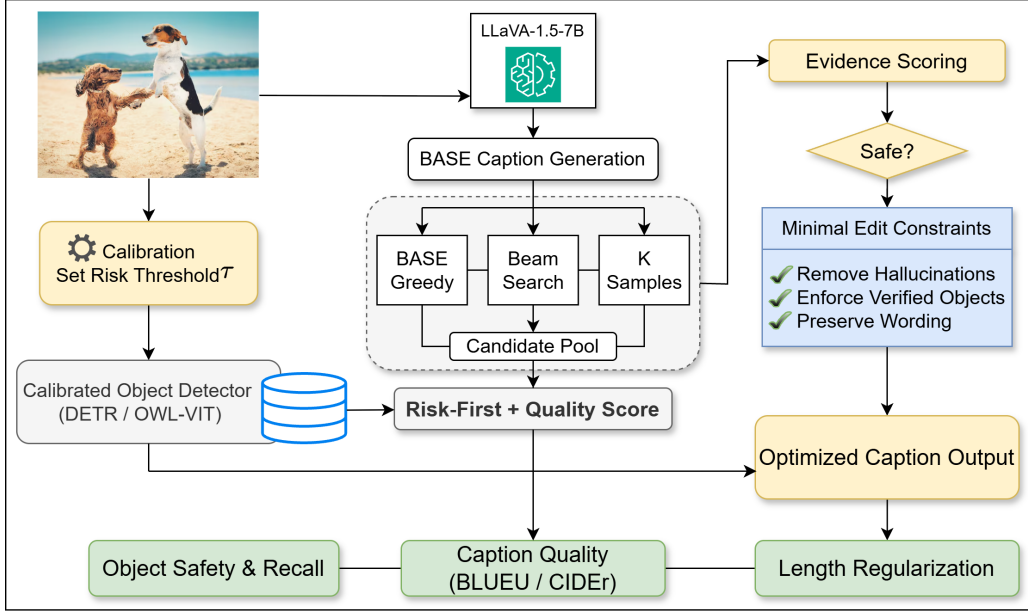 LLaVA-1.5-7B
BASE Caption Generation
BASE
Greedy
Beam
Search
K
Samples
Candidate Pool
Risk-First + Quality Score
Calibration
Set Risk Threshold τ
Calibrated Object Detector
(DETR / OWL-VIT)
Evidence Scoring
Safe?
Minimal Edit Constraints
Remove Hallucinations
Enforce Verified Objects
Preserve Wording
Optimized Caption Output
Object Safety & Recall
Caption Quality
(BLUEU / CIDEr)
Length Regularization